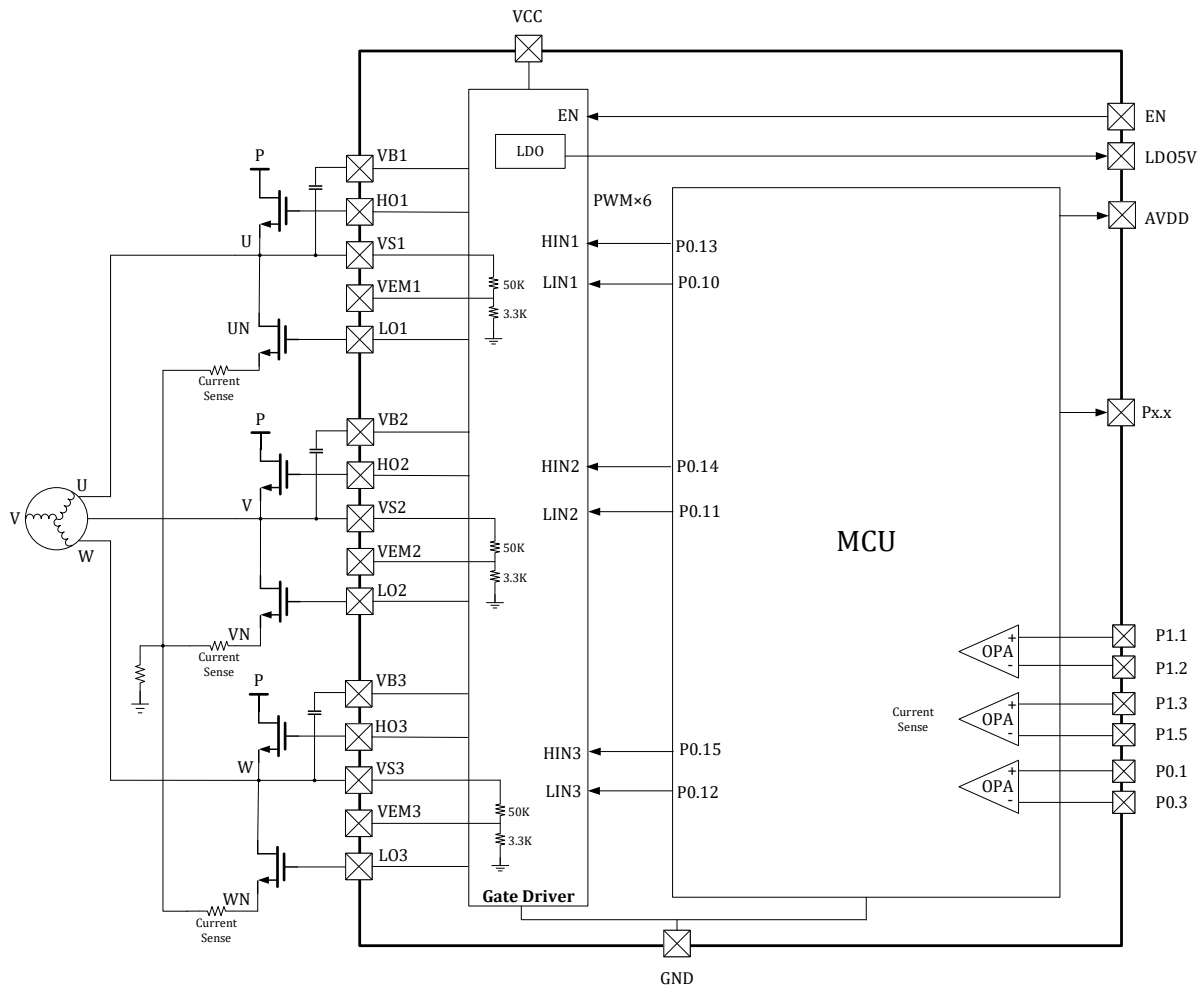 VCC
EN
EN
LDO
LDO5V
P
VB1
PWM×6
HO1
AVDD
U
VS1
HIN1
P0.13
50K
LIN1
P0.10
VEM1
3.3K
UN
LO1
Current
Sense
P
VB2
Px.x
HO2
HIN2
P0.14
U
V
V
VS2
LIN2
P0.11
50K
MCU
W
VEM2
3.3K
LO2
VN
Current
Sense
+
OPA
-
P1.1
P1.2
P
VB3
+
OPA
-
P1.3
P1.5
Current
Sense
HO3
HIN3
P0.15
W
VS3
+
OPA
-
P0.1
P0.3
LIN3
P0.12
50K
VEM3
3.3K
LO3
WN
Gate Driver
Current
Sense
GND